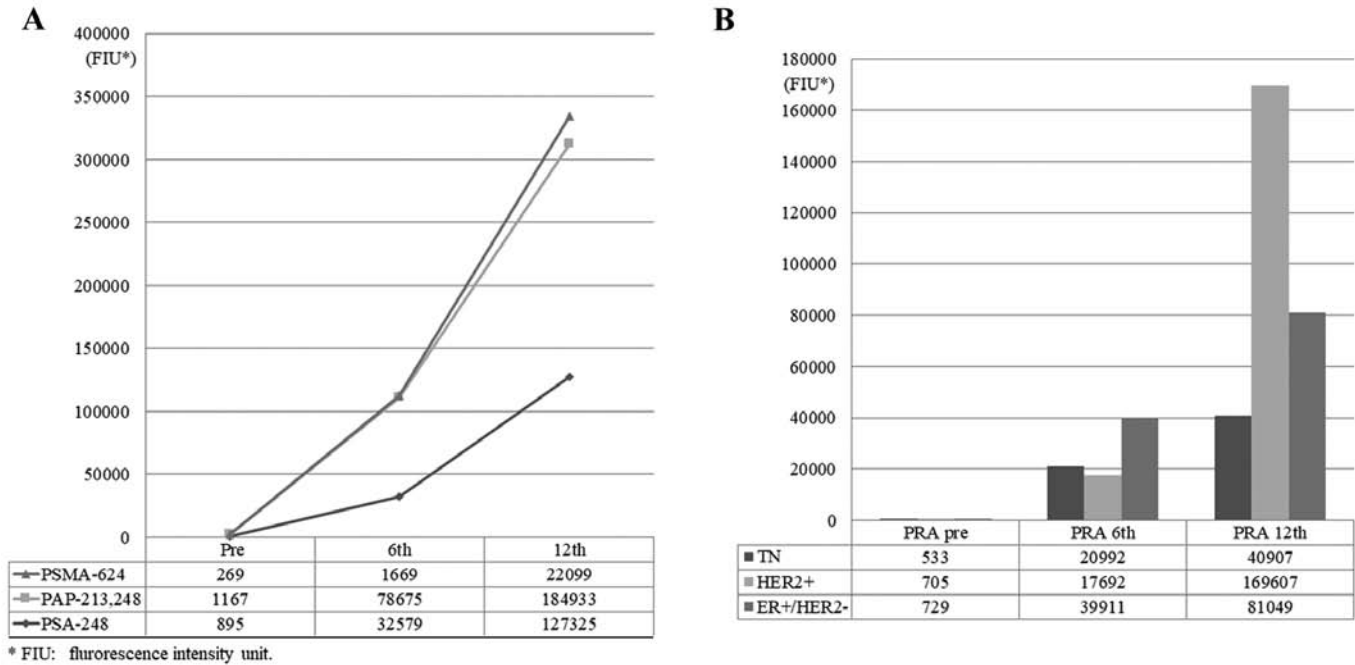 A
400000
(FIU*)
350000
300000
250000
200000
150000
100000
50000
0
Pre 6th 12th
PSMA-624 269 1669 22099
PAP-213,248 1167 78675 184933
PSA-248 895 32579 127325
* FIU: flurorescence intensity unit.
B
180000
(FIU*)
160000
140000
120000
100000
80000
60000
40000
20000
0
PRA pre PRA 6th PRA 12th
TN 533 20992 40907
HER2+ 705 17692 169607
ER+/HER2- 729 39911 81049